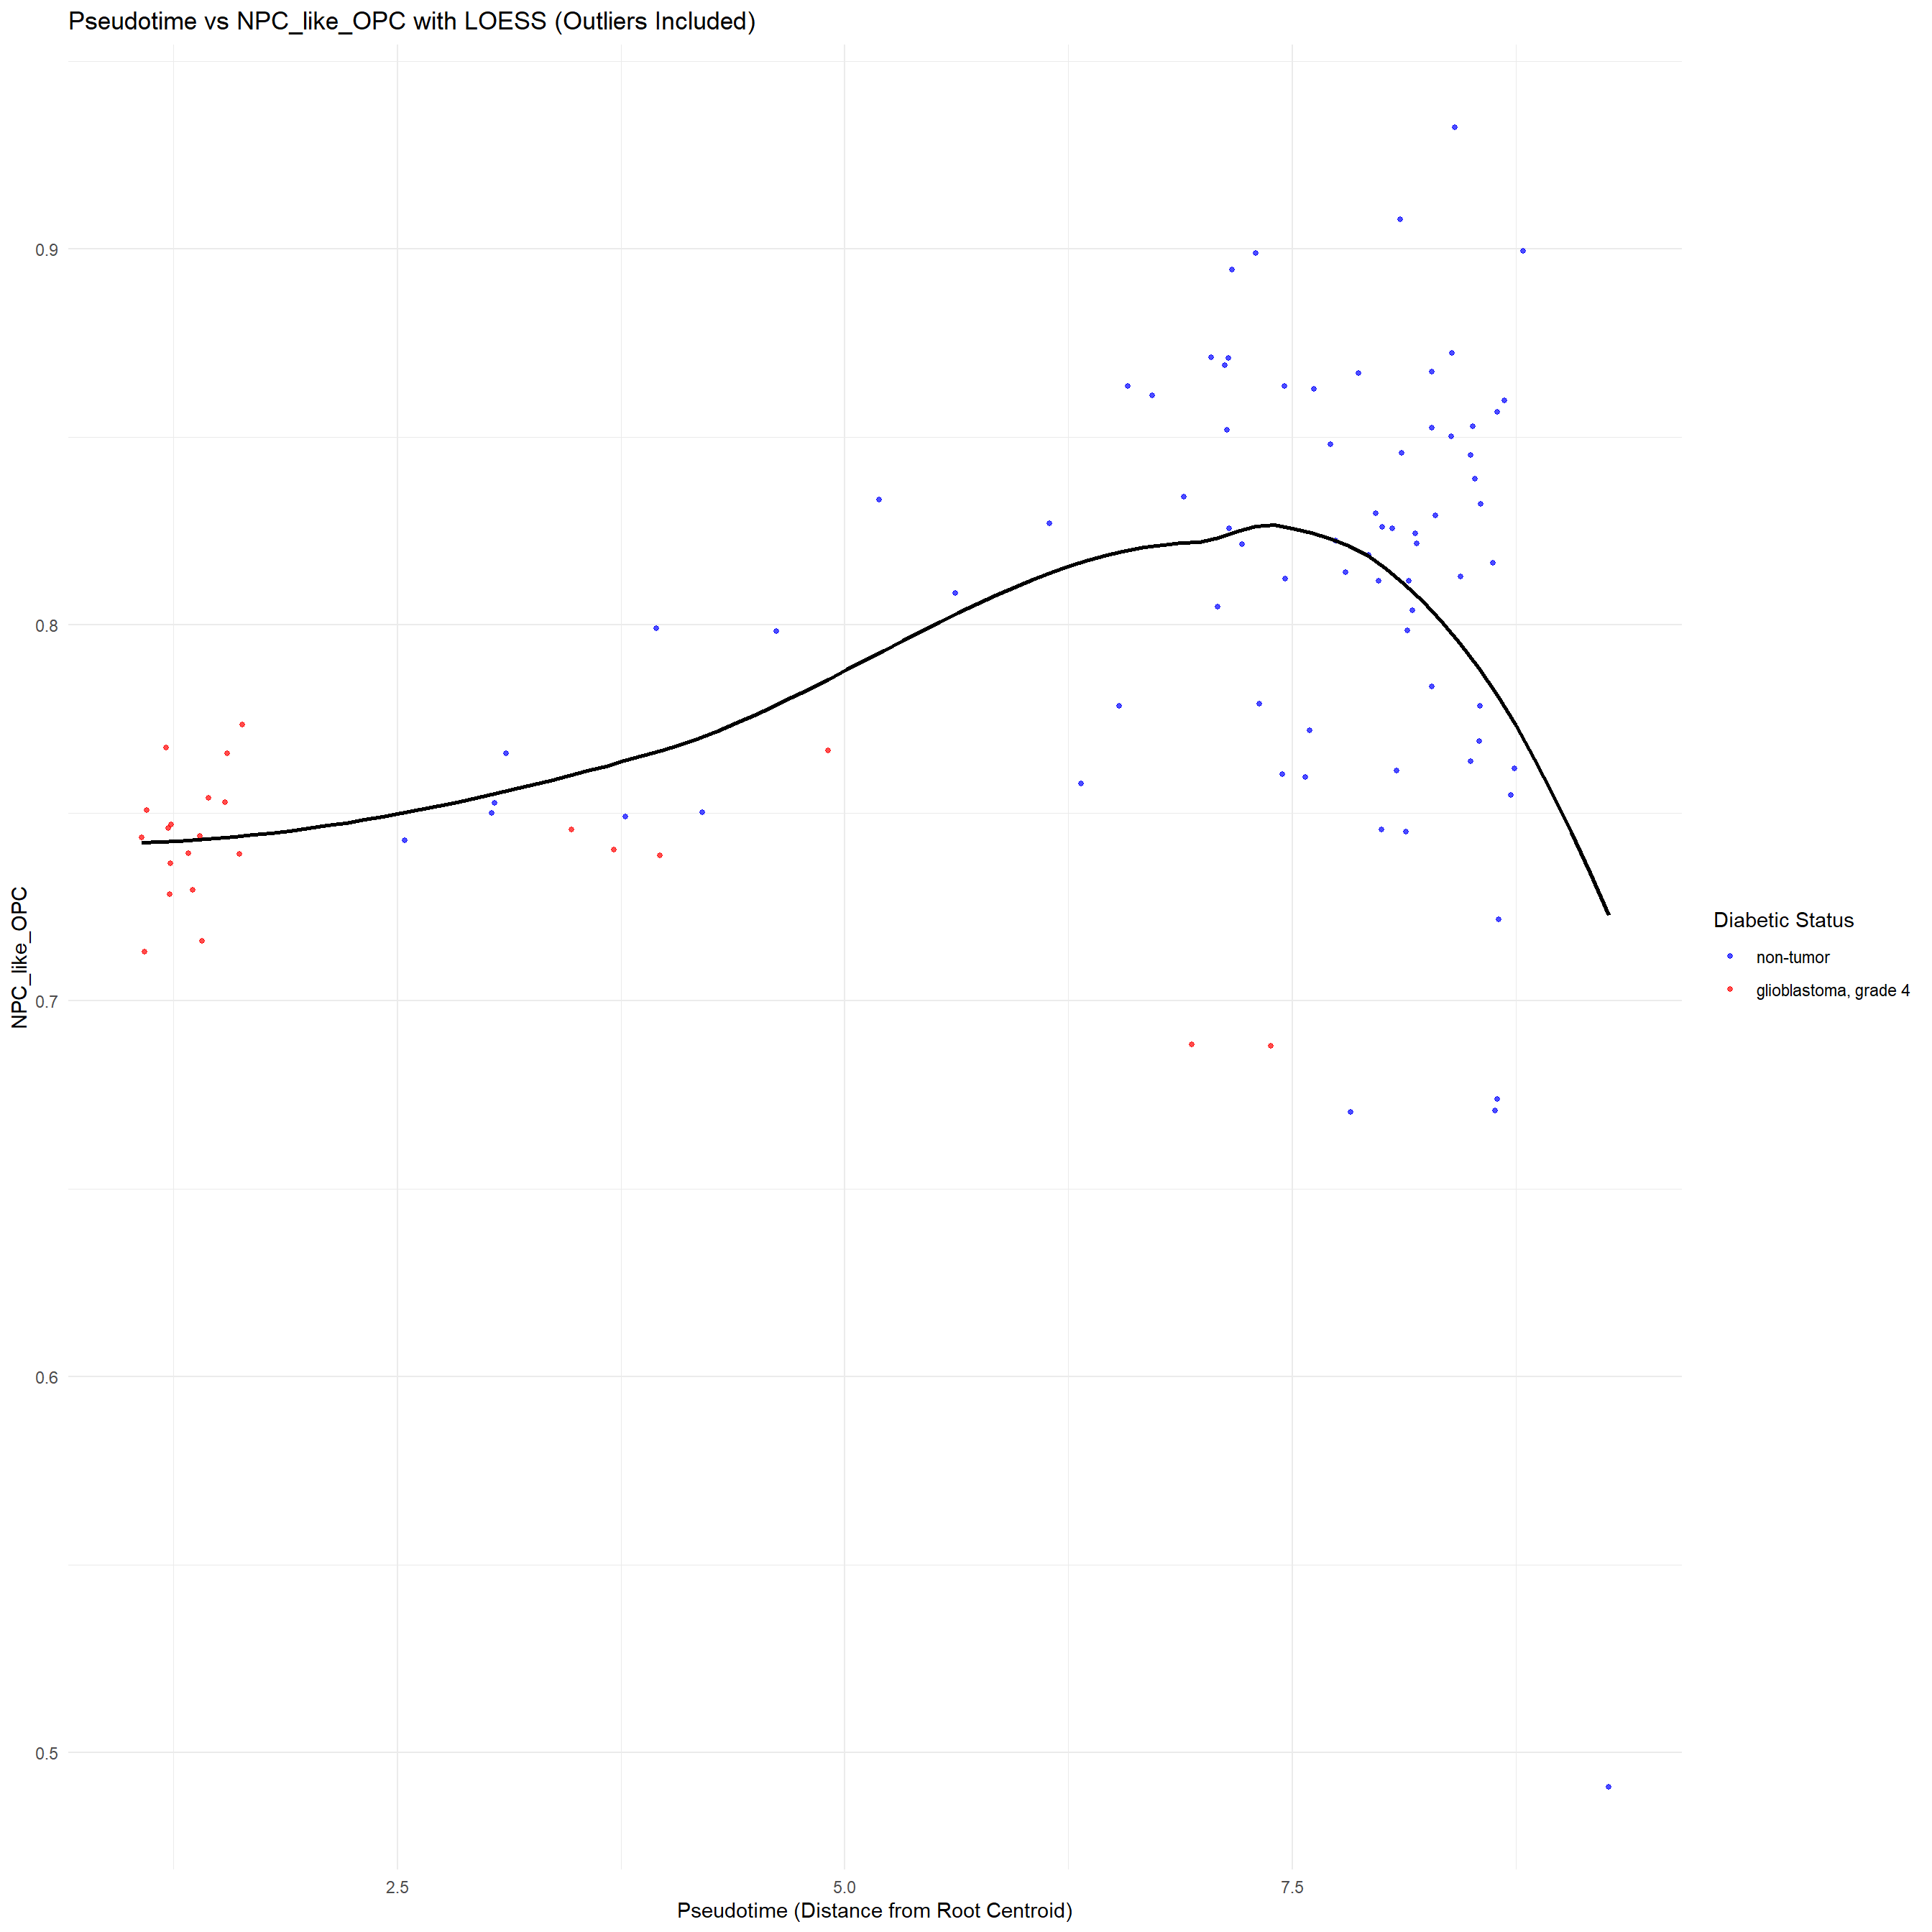 Pseudotime vs NPC_like_OPC with LOESS (Outliers Included)
NPC_like_OPC
0.9
0.8
0.7
0.6
0.5
2.5
5.0
7.5
Pseudotime (Distance from Root Centroid)
Diabetic Status
non-tumor
glioblastoma, grade 4